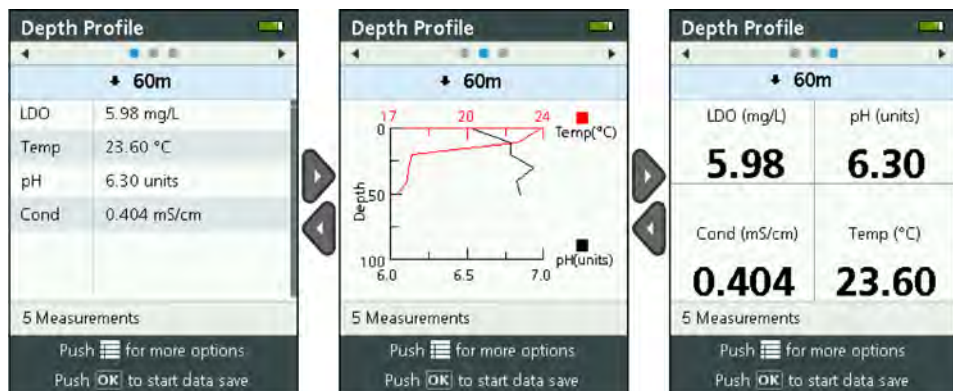 Depth Profile
60m
LDO 5.98 mg/L
Temp 23.60 °C
pH 6.30 units
Cond 0.404 mS/cm
5 Measurements
Push for more options
Push OK to start data save
Depth Profile
60m
17 20 24
Temp(°C)
0
50
100
Depth
pH(units)
6.0 6.5 7.0
5 Measurements
Push for more options
Push OK to start data save
Depth Profile
60m
LDO (mg/L) pH (units)
5.98 6.30
Cond (mS/cm) Temp (°C)
0.404 23.60
5 Measurements
Push for more options
Push OK to start data save